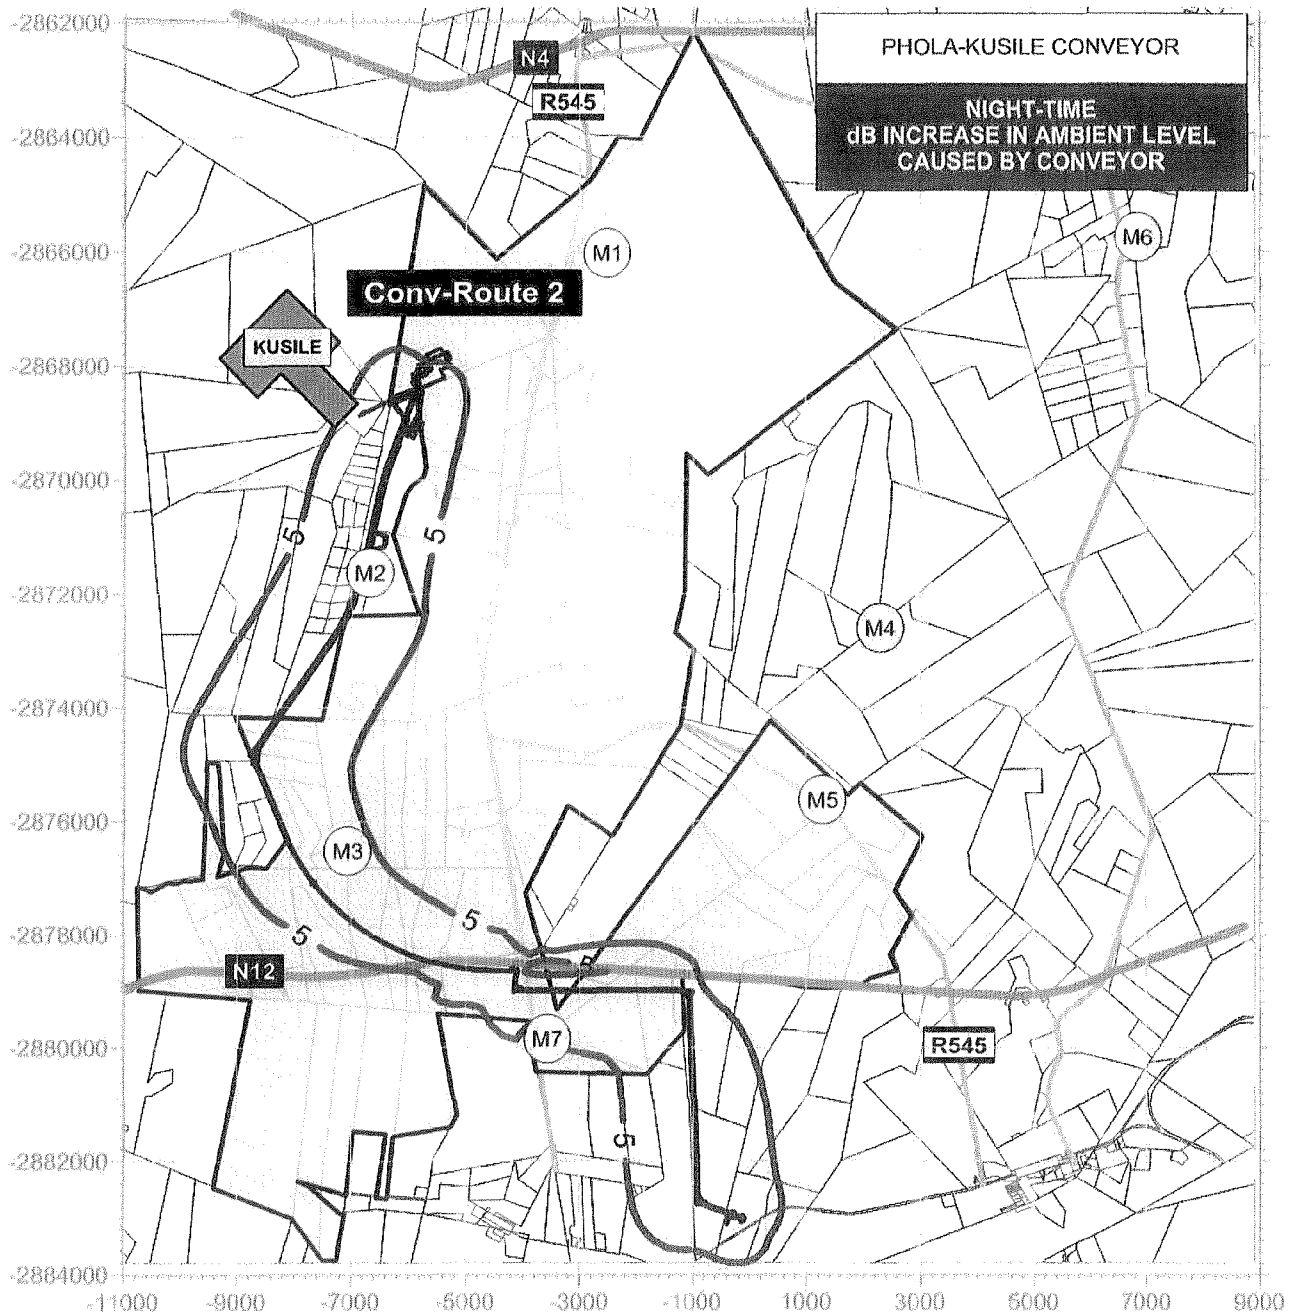 -2862000
N4
PHOLA-KUSILE CONVEYOR
R545
NIGHT-TIME
dB INCREASE IN AMBIENT LEVEL
CAUSED BY CONVEYOR
-2864000
-2866000
M1
M6
Conv-Route 2
KUSILE
-2868000
-2870000
5
5
M2
-2872000
M4
-2874000
M5
-2876000
M3
5
5
-2878000
N12
M7
R545
-2880000
5
-2882000
-2884000
-11000
-9000
-7000
-5000
-3000
-1000
1000
3000
5000
7000
9000